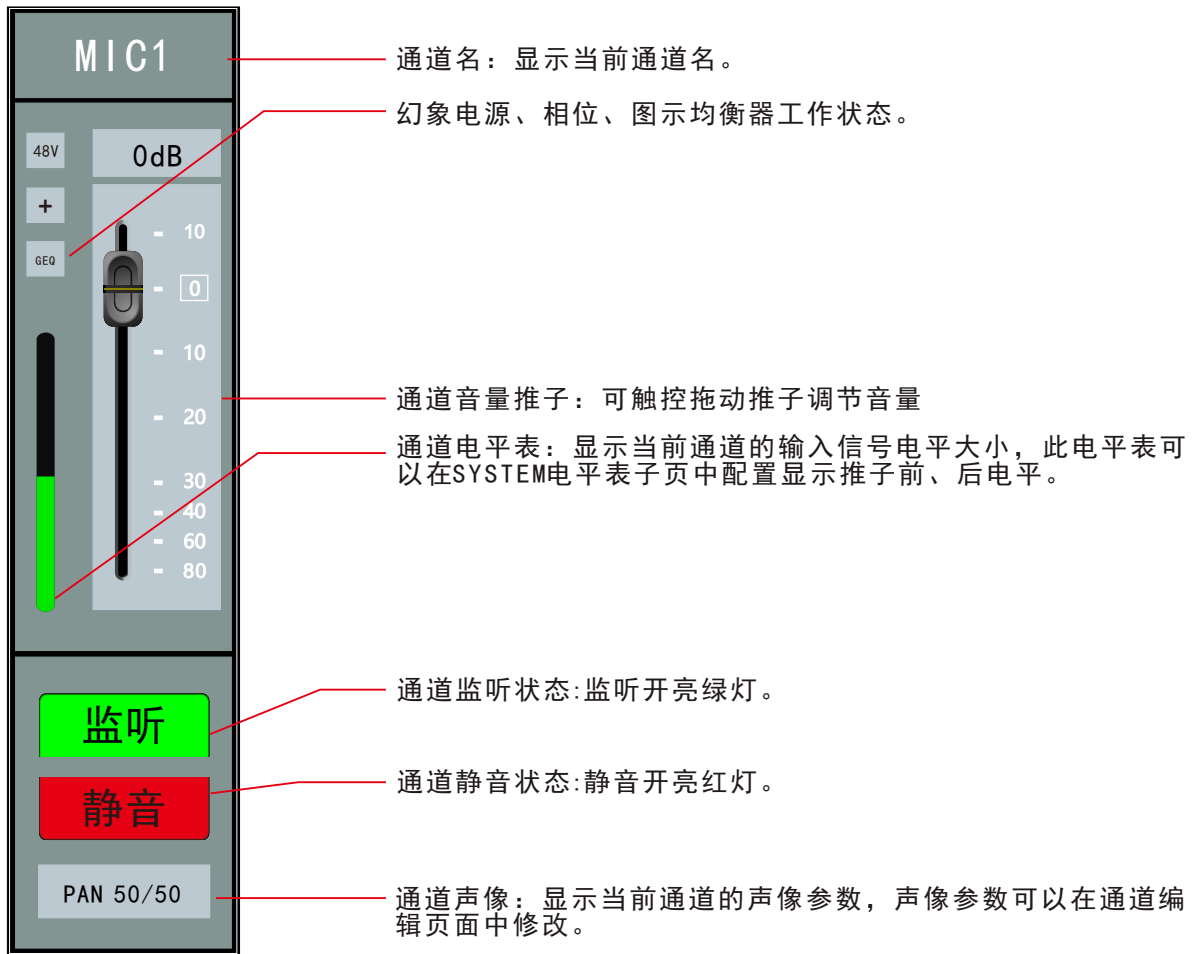 MIC1
通道名：显示当前通道名。
幻象电源、相位、图示均衡器工作状态。
48V
0dB
+
GEQ
10
0
10
20
30
40
60
80
通道音量推子：可触控拖动推子调节音量
通道电平表：显示当前通道的输入信号电平大小，此电平表可
以在SYSTEM电平表子页中配置显示推子前、后电平。
监听
通道监听状态:监听开亮绿灯。
静音
通道静音状态:静音开亮红灯。
PAN 50/50
通道声像：显示当前通道的声像参数，声像参数可以在通道编
辑页面中修改。